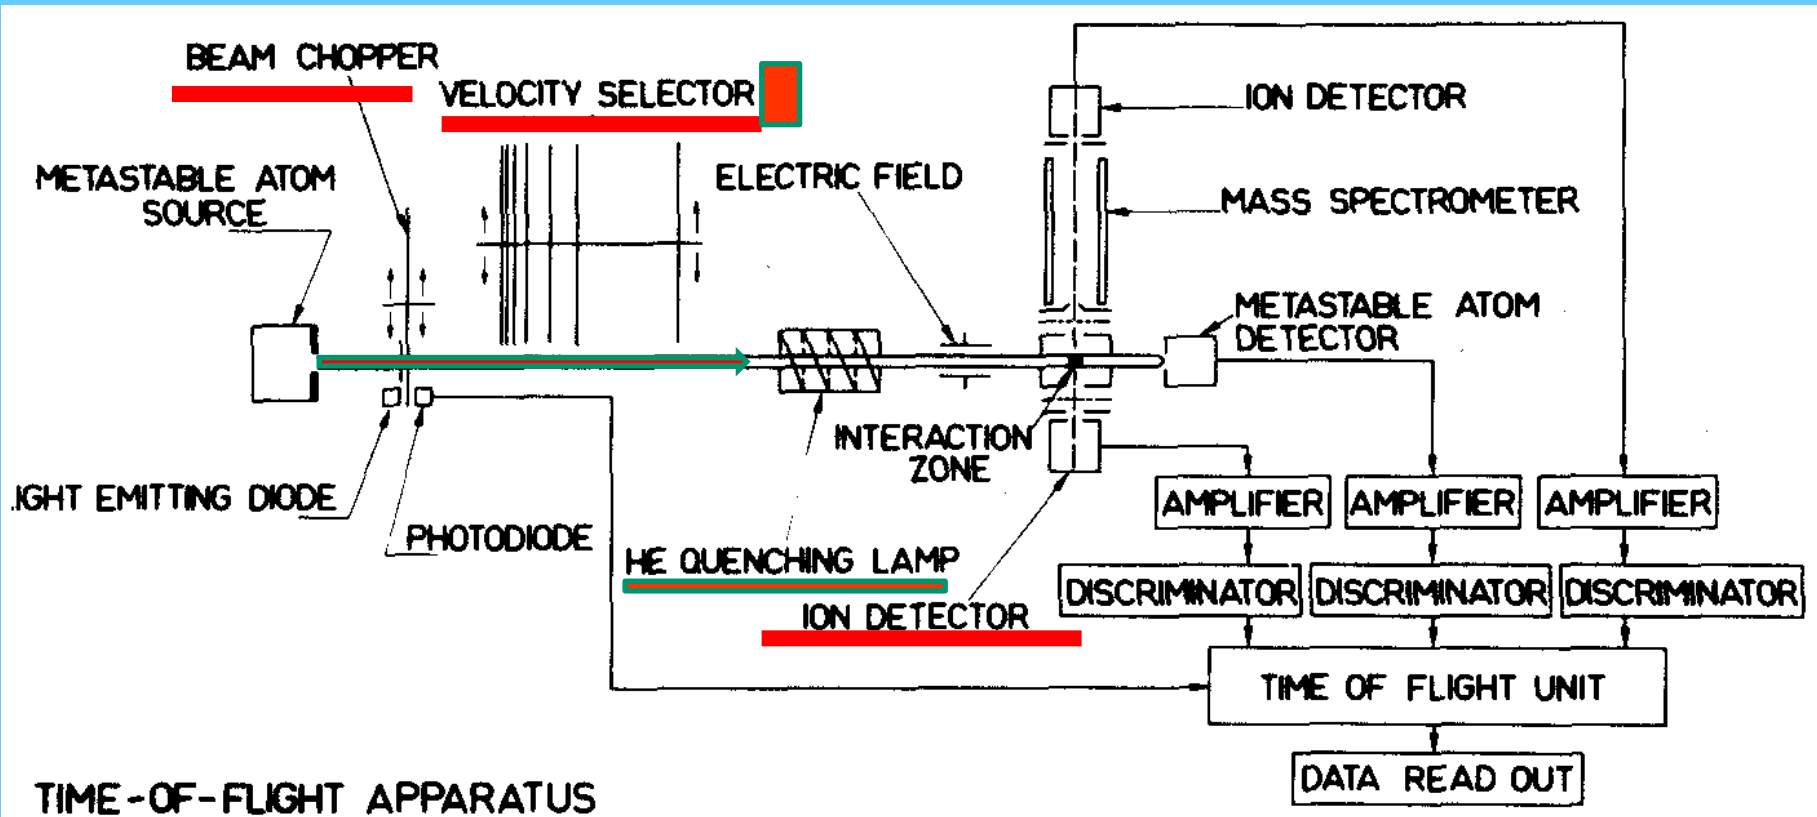 BEAM CHOPPER
VELOCITY SELECTOR
ION DETECTOR
METASTABLE ATOM
SOURCE
ELECTRIC FIELD
MASS SPECTROMETER
METASTABLE ATOM
DETECTOR
INTERACTION
ZONE
IGHT EMITTING DIODE
PHOTODIODE
HE QUENCHING LAMP
ION DETECTOR
AMPLIFIER AMPLIFIER AMPLIFIER
DISCRIMINATOR DISCRIMINATOR DISCRIMINATOR
TIME OF FLIGHT UNIT
DATA READ OUT
TIME-OF-FLIGHT APPARATUS